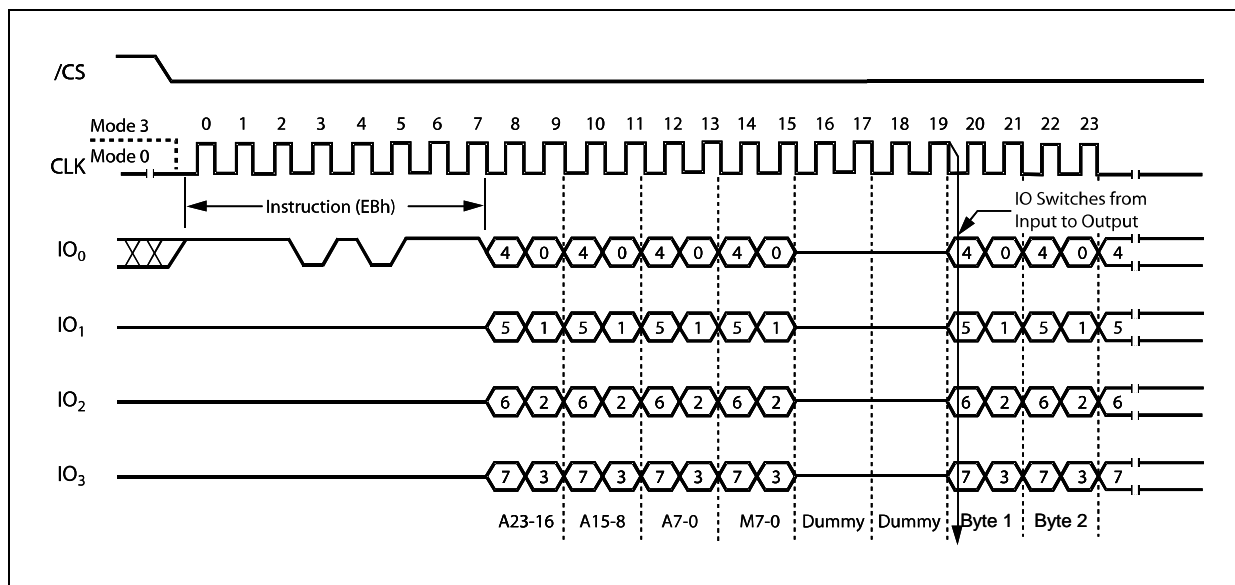 /CS
Mode 3
0 1 2 3 4 5 6 7 8 9 10 11 12 13 14 15 16 17 18 19 20 21 22 23
Mode 0
CLK
Instruction (EBh)
IO Switches from
Input to Output
IO0 4 0 4 0 4 0 4 0 4 0 4 0 4
IO1 5 1 5 1 5 1 5 1 5 1 5 1 5
IO2 6 2 6 2 6 2 6 2 6 2 6 2 6
IO3 7 3 7 3 7 3 7 3 7 3 7 3 7
A23-16 A15-8 A7-0 M7-0 Dummy Dummy Byte 1 Byte 2